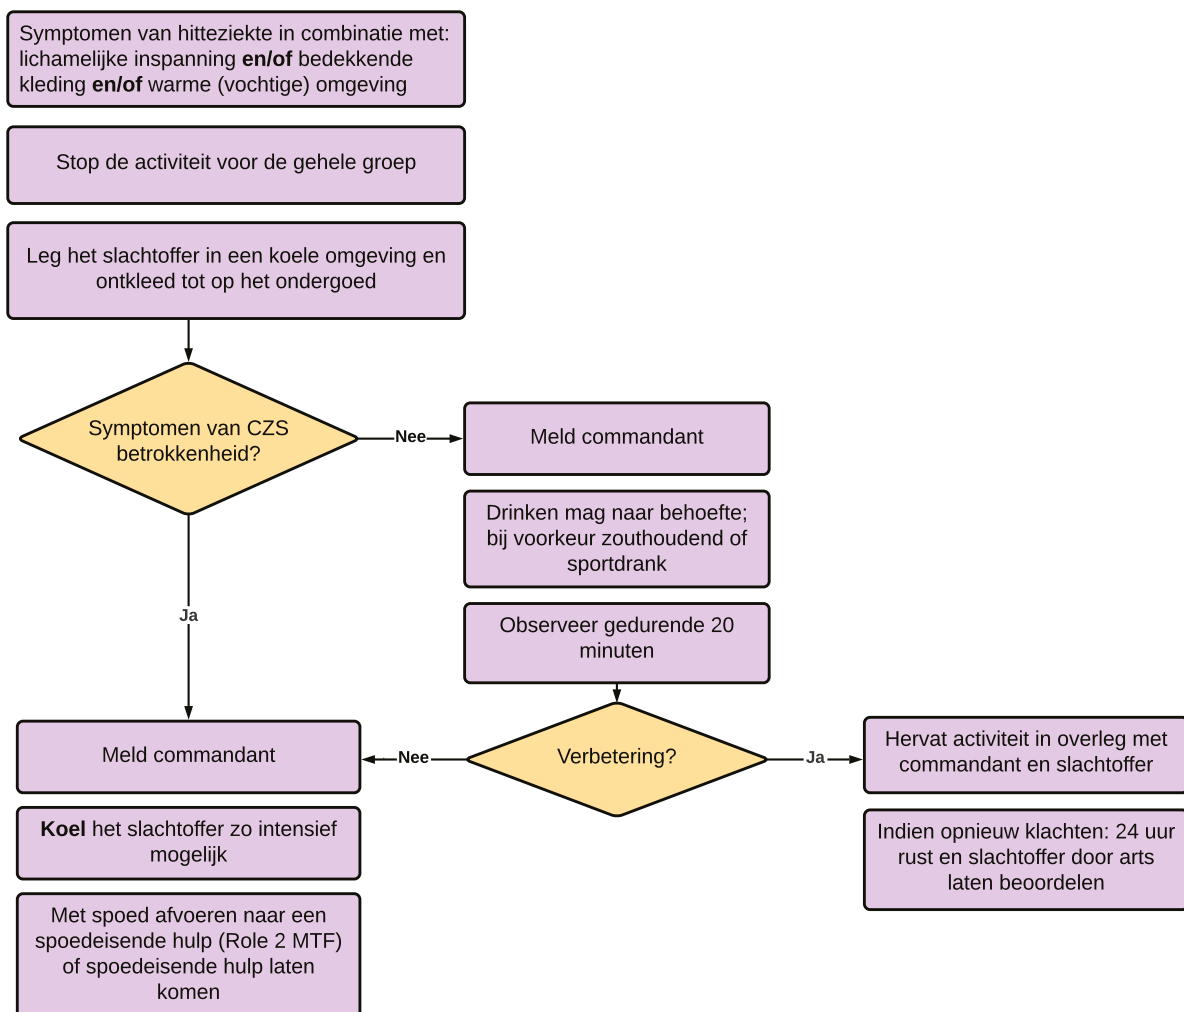 Symptomen van hitteziekte in combinatie met:
lichamelijke inspanning en/of bedekkende
kleding en/of warme (vochtige) omgeving
Stop de activiteit voor de gehele groep
Leg het slachtoffer in een koele omgeving en
ontkleed tot op het ondergoed
Symptomen van CZS
betrokkenheid?
Nee
Meld commandant
Drinken mag naar behoefte;
bij voorkeur zouthoudend of
sportdrank
Observeer gedurende 20
minuten
Ja
Verbetering?
Nee
Ja
Meld commandant
Koel het slachtoffer zo intensief
mogelijk
Met spoed afvoeren naar een
spoedeisende hulp (Role 2 MTF)
of spoedeisende hulp laten
komen
Hervat activiteit in overleg met
commandant en slachtoffer
Indien opnieuw klachten: 24 uur
rust en slachtoffer door arts
laten beoordelen